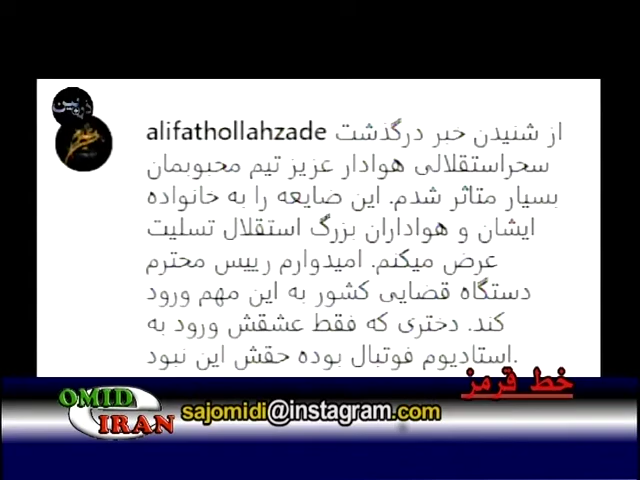 alifathollahzade از شنیدن خبر درگذشت
سحراستقلالی هوادار عزیز تیم محبوبمان
بسیار متاثر شدم. این ضایعه را به خانواده
ایشان و هواداران بزرگ استقلال تسلیت
عرض میکنم. امیدوارم رییس محترم
دستگاه قضایی کشور به این مهم ورود
کند. دختری که فقط عشقش ورود به
استادیوم فوتبال بوده حقش این نبود.
خط قرمز
OMID IRAN
sajomidi@instagram.com